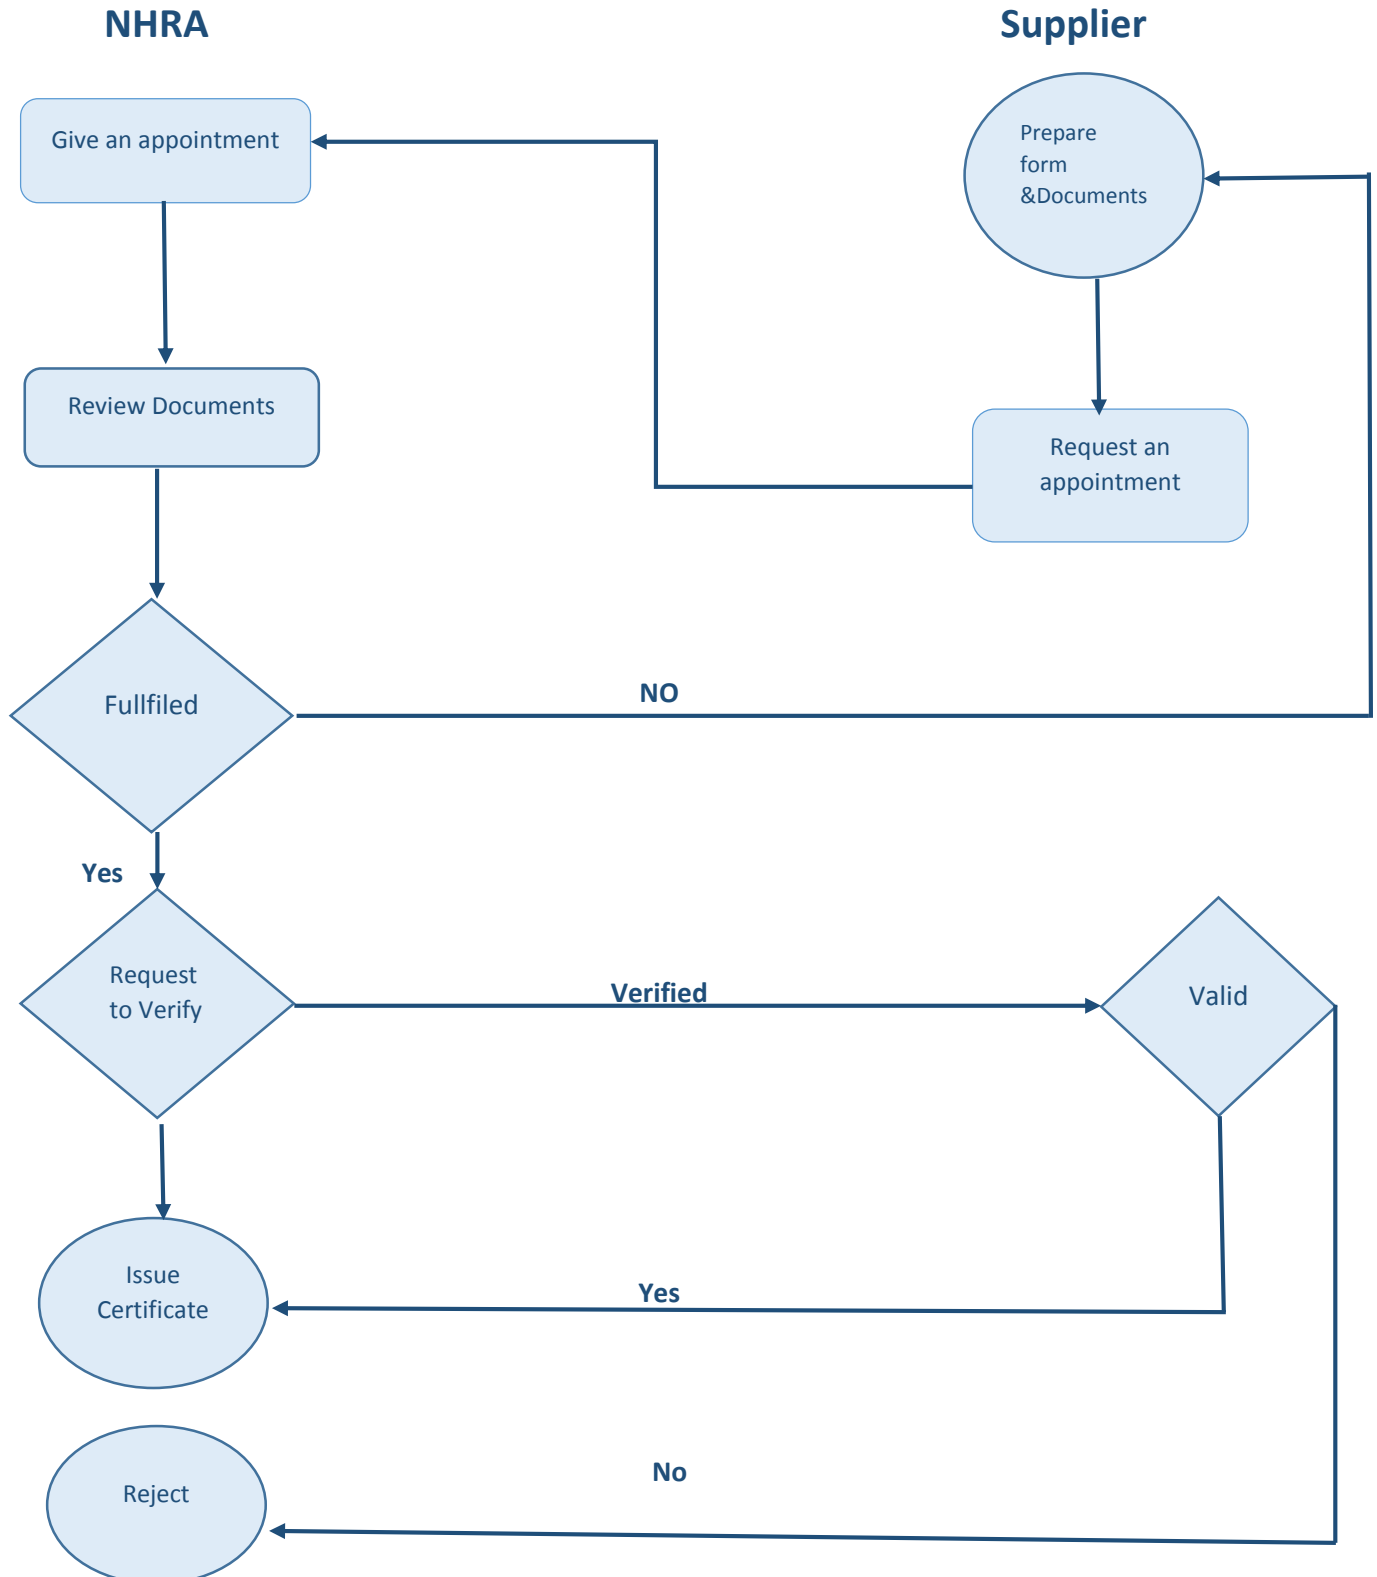 NHRA
Supplier
Give an appointment
Prepare
form
&Documents
Review Documents
Request an
appointment
Fullfiled
NO
Yes
Request
to Verify
Verified
Valid
Issue
Certificate
Yes
Reject
No